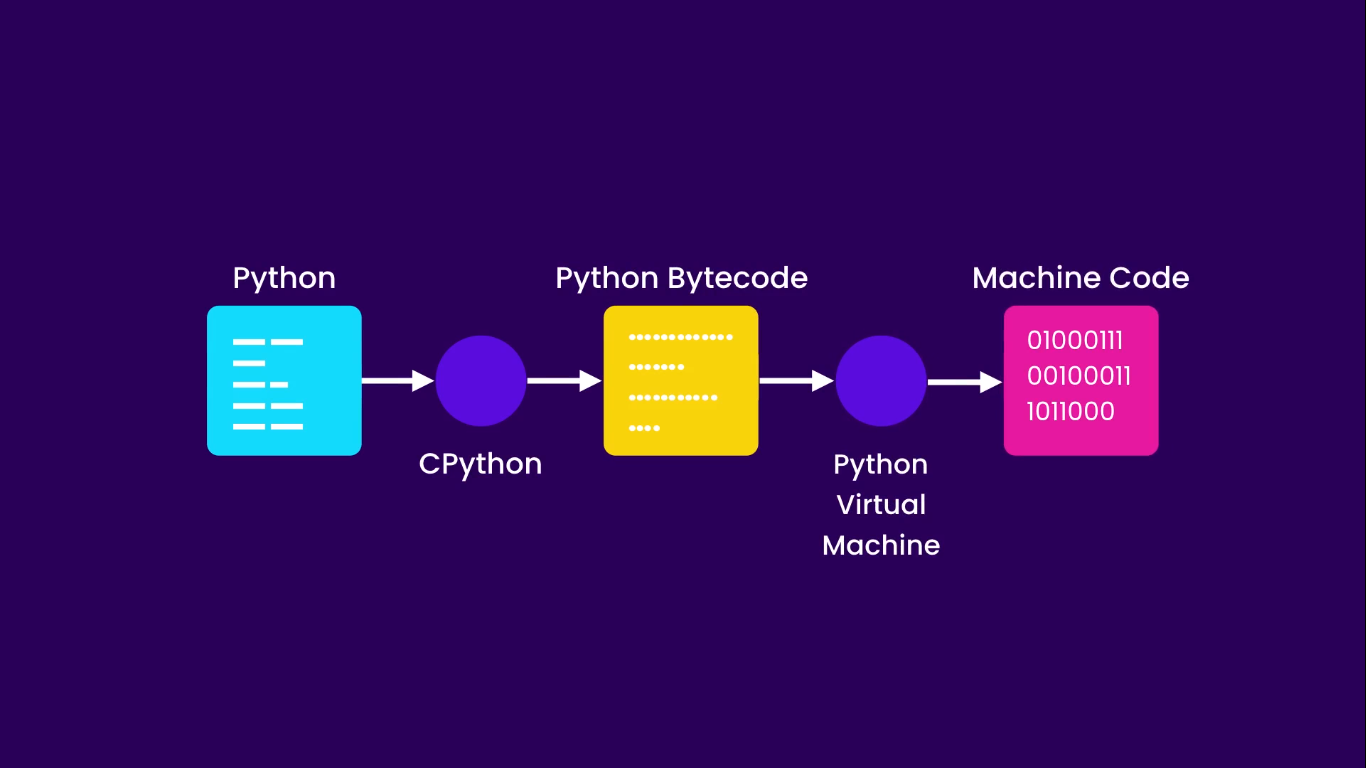 Python
Python Bytecode
Machine Code
01000111
00100011
1011000
CPython
Python
Virtual
Machine